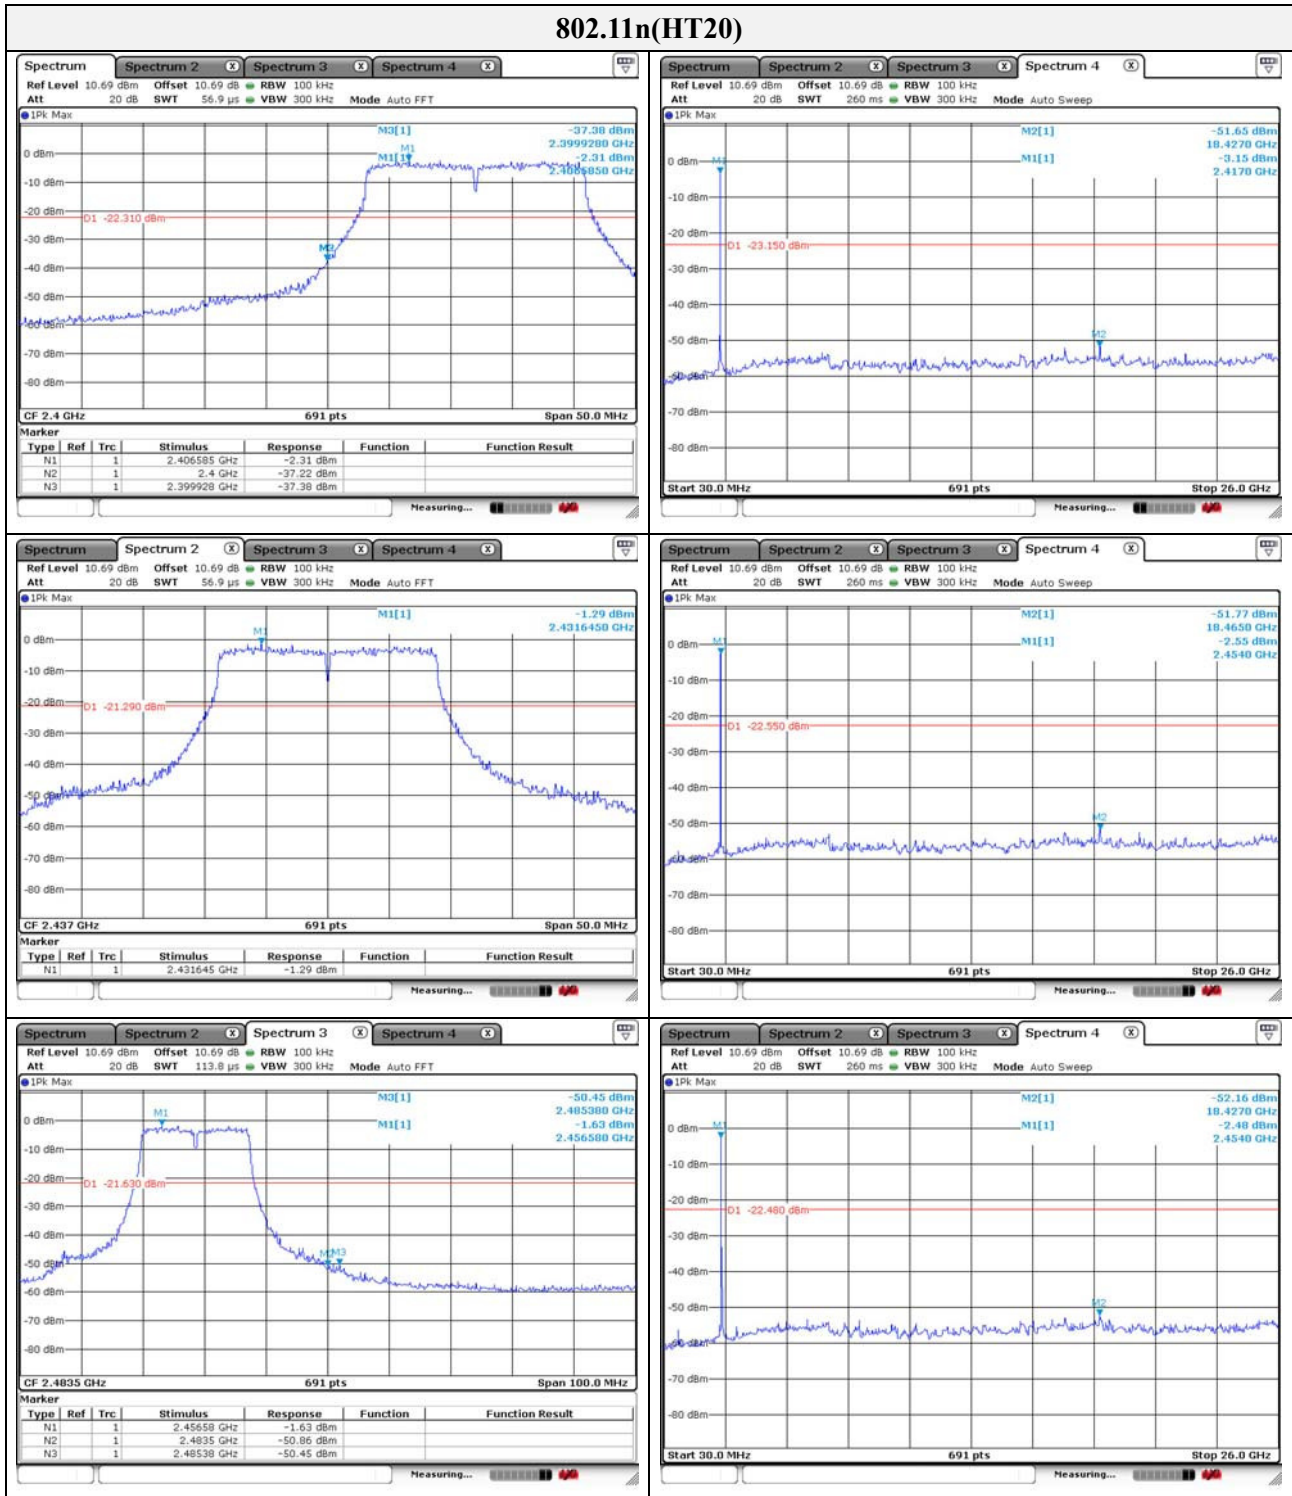 802.11n(HT20)
Spectrum Spectrum 2 X Spectrum 3 X Spectrum 4 X
Ref Level 10.69 dBm Offset 10.69 dB RBW 100 kHz
Att 20 dB SWT 56.9 µs VBW 300 kHz Mode Auto FFT
1Pk Max
M3[1] -37.38 dBm
2.3999280 GHz
M1
M1[1] -2.31 dBm
2.4065850 GHz
0 dBm
-10 dBm
-20 dBm
D1 -22.310 dBm
-30 dBm
-40 dBm
-50 dBm
-60 dBm
-70 dBm
-80 dBm
CF 2.4 GHz 691 pts Span 50.0 MHz
Marker
Type Ref Trc Stimulus Response Function Function Result
N1 1 2.406585 GHz -2.31 dBm
N2 1 2.4 GHz -37.22 dBm
N3 1 2.399928 GHz -37.38 dBm
Measuring...
Spectrum Spectrum 2 X Spectrum 3 X Spectrum 4 X
Ref Level 10.69 dBm Offset 10.69 dB RBW 100 kHz
Att 20 dB SWT 260 ms VBW 300 kHz Mode Auto Sweep
1Pk Max
M2[1] -51.65 dBm
18.4270 GHz
M1[1] -3.15 dBm
2.4170 GHz
0 dBm M1
-10 dBm
-20 dBm
D1 -23.150 dBm
-30 dBm
-40 dBm
-50 dBm
M2
-60 dBm
-70 dBm
-80 dBm
Start 30.0 MHz 691 pts Stop 26.0 GHz
Measuring...
Spectrum Spectrum 2 X Spectrum 3 X Spectrum 4 X
Ref Level 10.69 dBm Offset 10.69 dB RBW 100 kHz
Att 20 dB SWT 56.9 µs VBW 300 kHz Mode Auto FFT
1Pk Max
M1[1] -1.29 dBm
2.4316450 GHz
M1
0 dBm
-10 dBm
-20 dBm
D1 -21.290 dBm
-30 dBm
-40 dBm
-50 dBm
-60 dBm
-70 dBm
-80 dBm
CF 2.437 GHz 691 pts Span 50.0 MHz
Marker
Type Ref Trc Stimulus Response Function Function Result
N1 1 2.431645 GHz -1.29 dBm
Measuring...
Spectrum Spectrum 2 X Spectrum 3 X Spectrum 4 X
Ref Level 10.69 dBm Offset 10.69 dB RBW 100 kHz
Att 20 dB SWT 260 ms VBW 300 kHz Mode Auto Sweep
1Pk Max
M2[1] -51.77 dBm
18.4650 GHz
M1[1] -2.55 dBm
2.4540 GHz
0 dBm M1
-10 dBm
-20 dBm
D1 -22.550 dBm
-30 dBm
-40 dBm
-50 dBm
M2
-60 dBm
-70 dBm
-80 dBm
Start 30.0 MHz 691 pts Stop 26.0 GHz
Measuring...
Spectrum Spectrum 2 X Spectrum 3 X Spectrum 4 X
Ref Level 10.69 dBm Offset 10.69 dB RBW 100 kHz
Att 20 dB SWT 113.8 µs VBW 300 kHz Mode Auto FFT
1Pk Max
M3[1] -50.45 dBm
2.485380 GHz
M1[1] -1.63 dBm
2.456580 GHz
M1
0 dBm
-10 dBm
-20 dBm
D1 -21.630 dBm
-30 dBm
-40 dBm
M2 M3
-50 dBm
-60 dBm
-70 dBm
-80 dBm
CF 2.4835 GHz 691 pts Span 100.0 MHz
Marker
Type Ref Trc Stimulus Response Function Function Result
N1 1 2.45658 GHz -1.63 dBm
N2 1 2.4835 GHz -50.86 dBm
N3 1 2.48538 GHz -50.45 dBm
Measuring...
Spectrum Spectrum 2 X Spectrum 3 X Spectrum 4 X
Ref Level 10.69 dBm Offset 10.69 dB RBW 100 kHz
Att 20 dB SWT 260 ms VBW 300 kHz Mode Auto Sweep
1Pk Max
M2[1] -52.16 dBm
18.4270 GHz
M1[1] -2.48 dBm
2.4540 GHz
0 dBm M1
-10 dBm
-20 dBm
D1 -22.480 dBm
-30 dBm
-40 dBm
-50 dBm
M2
-60 dBm
-70 dBm
-80 dBm
Start 30.0 MHz 691 pts Stop 26.0 GHz
Measuring...